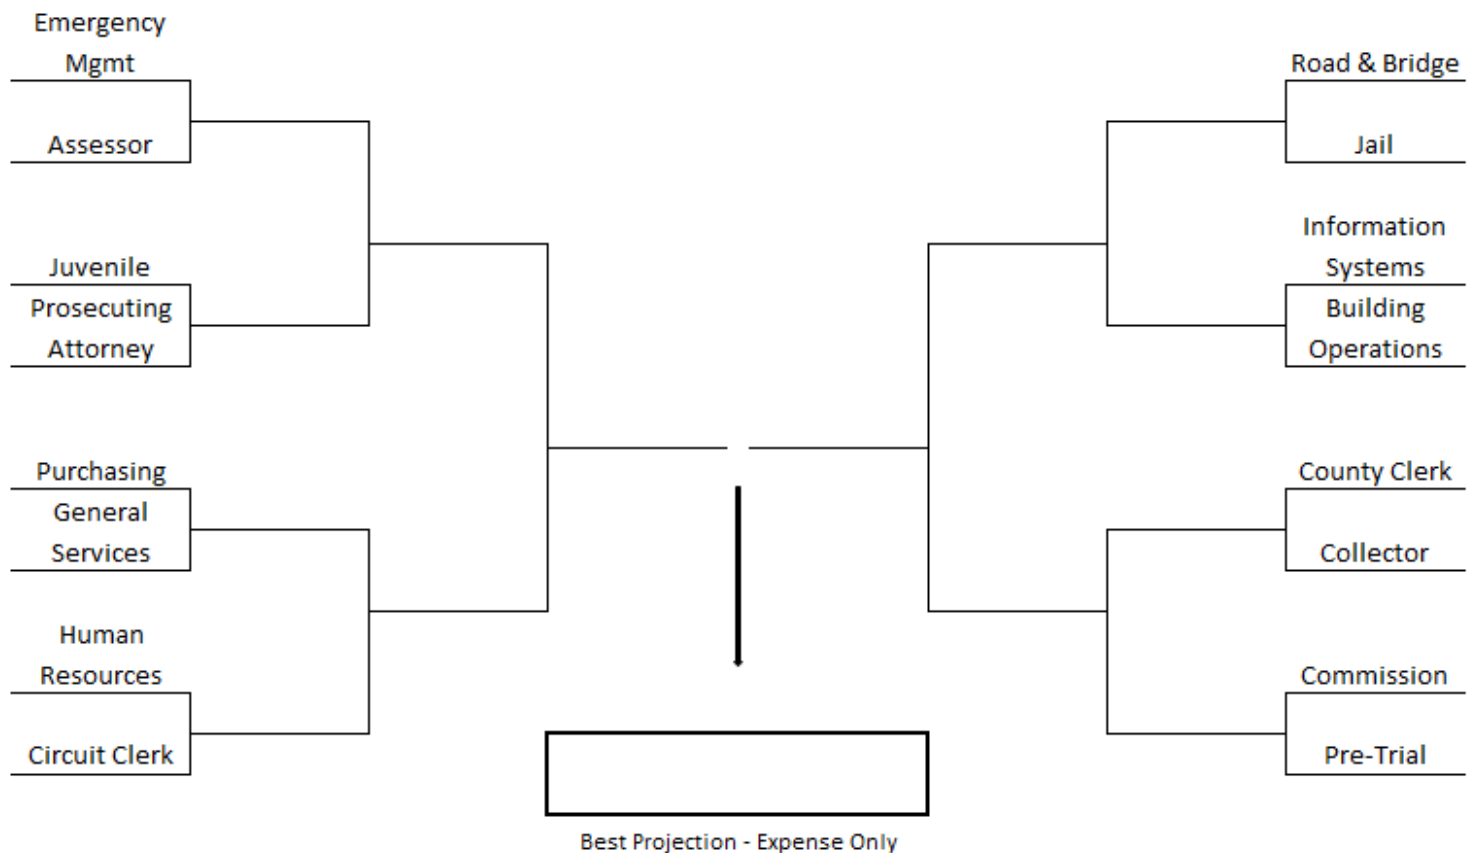 Emergency
Mgmt
Assessor
Juvenile
Prosecuting
Attorney
Purchasing
General
Services
Human
Resources
Circuit Clerk
Road & Bridge
Jail
Information
Systems
Building
Operations
County Clerk
Collector
Commission
Pre-Trial
Best Projection - Expense Only